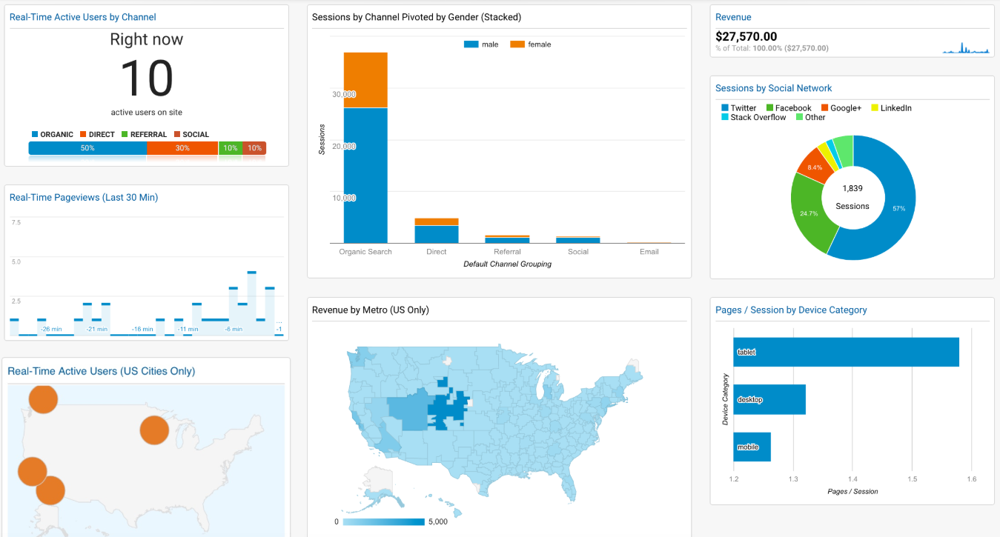 Real-Time Active Users by Channel
Right now
10
active users on site
ORGANIC DIRECT REFERRAL SOCIAL
50% 30% 10% 10%
Real-Time Pageviews (Last 30 Min)
7.5
5.0
2.5
-26 min -21 min -16 min -11 min -6 min ... -1
Real-Time Active Users (US Cities Only)
Sessions by Channel Pivoted by Gender (Stacked)
male female
Sessions
30,000
20,000
10,000
Organic Search Direct Referral Social Email
Default Channel Grouping
Revenue by Metro (US Only)
0 5,000
Revenue
$27,570.00
% of Total: 100.00% ($27,570.00)
Sessions by Social Network
Twitter Facebook Google+ LinkedIn
Stack Overflow Other
8.4%
1,839
Sessions
24.7% 57%
Pages / Session by Device Category
Device Category
tablet
desktop
mobile
1.2 1.3 1.4 1.5 1.6
Pages / Session